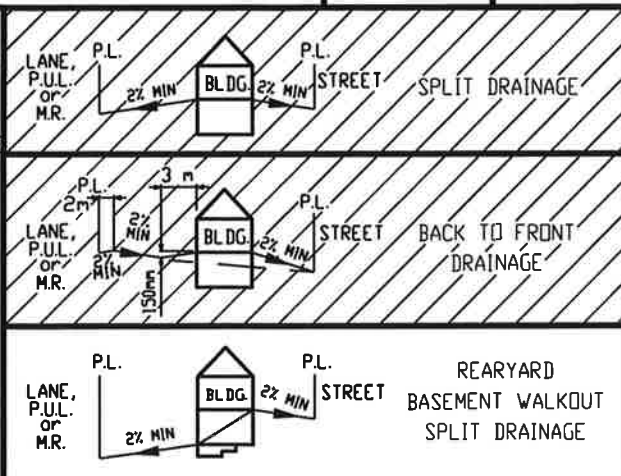 LANE,
P.U.L.
or
M.R.
P.L.
2% MIN
BLDG.
2% MIN
P.L.
STREET
SPLIT DRAINAGE
P.L.
2m
3 m
LANE,
P.U.L.
or
M.R.
2% MIN
2% MIN
150mm
BLDG.
2% MIN
P.L.
STREET
BACK TO FRONT
DRAINAGE
P.L.
LANE,
P.U.L.
or
M.R.
2% MIN
BLDG.
2% MIN
P.L.
STREET
REARYARD
BASEMENT WALKOUT
SPLIT DRAINAGE